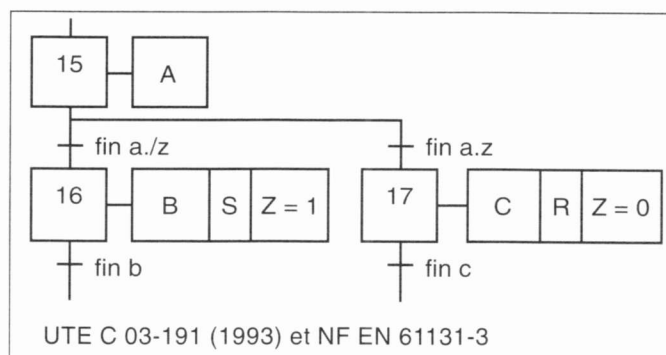 15 A
fin a./z fin a.z
16 B S Z = 1 17 C R Z = 0
fin b fin c
UTE C 03-191 (1993) et NF EN 61131-3